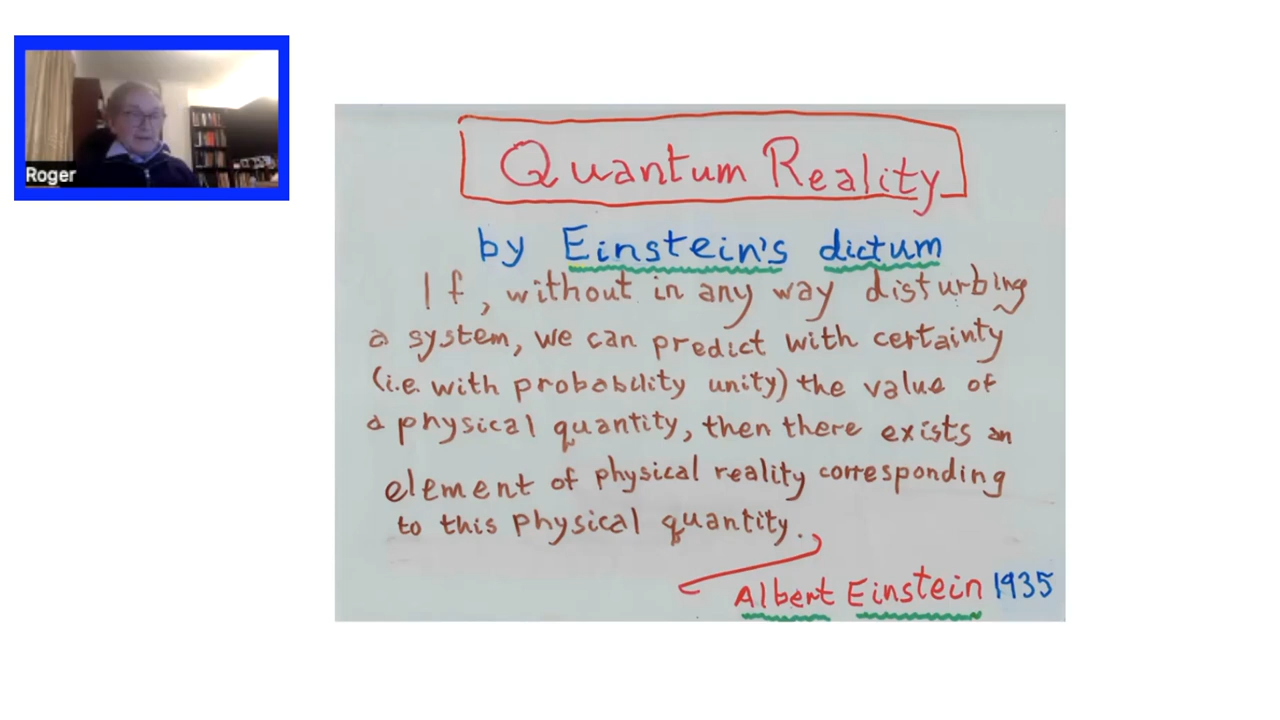 Roger
Quantum Reality
by Einstein's dictum
If, without in any way disturbing
a system, we can predict with certainty
(i.e. with probability unity) the value of
a physical quantity, then there exists an
element of physical reality corresponding
to this physical quantity.
Albert Einstein 1935